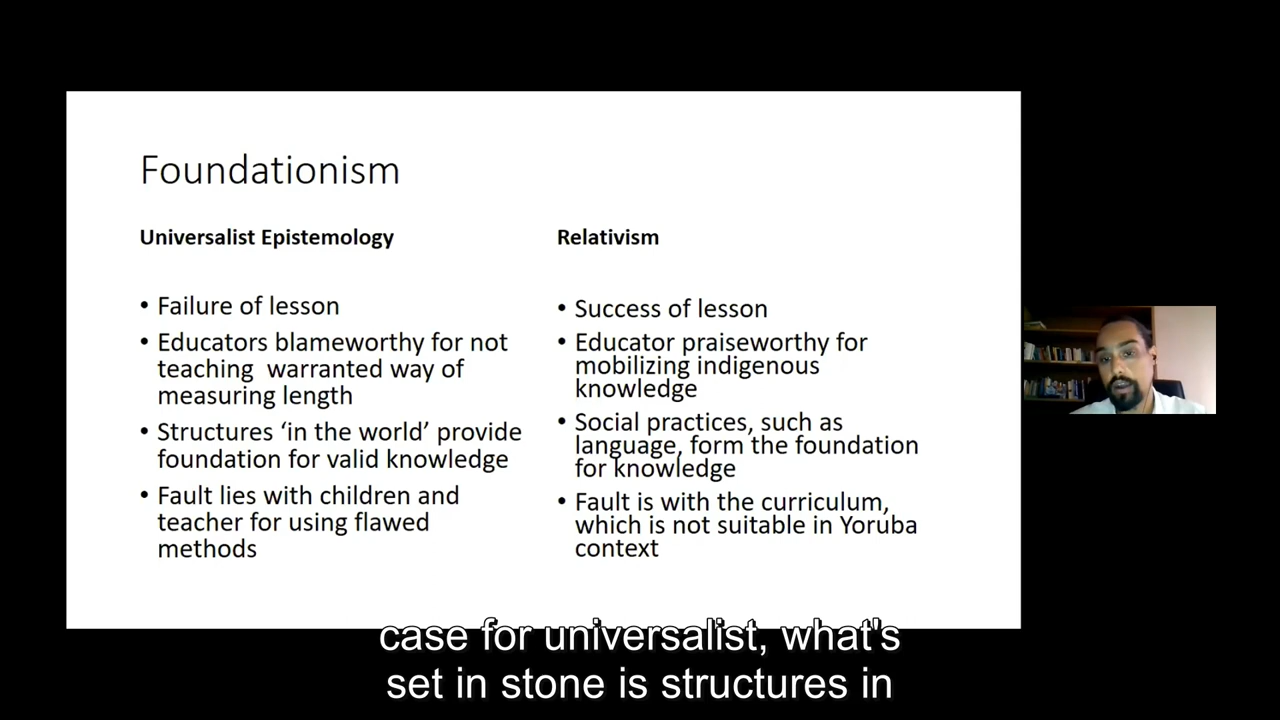 Foundationism
Universalist Epistemology
• Failure of lesson
• Educators blameworthy for not
teaching warranted way of
measuring length
• Structures ‘in the world’ provide
foundation for valid knowledge
• Fault lies with children and
teacher for using flawed
methods
Relativism
• Success of lesson
• Educator praiseworthy for
mobilizing indigenous
knowledge
• Social practices, such as
language, form the foundation
for knowledge
• Fault is with the curriculum,
which is not suitable in Yoruba
context
case for universalist, what's
set in stone is structures in